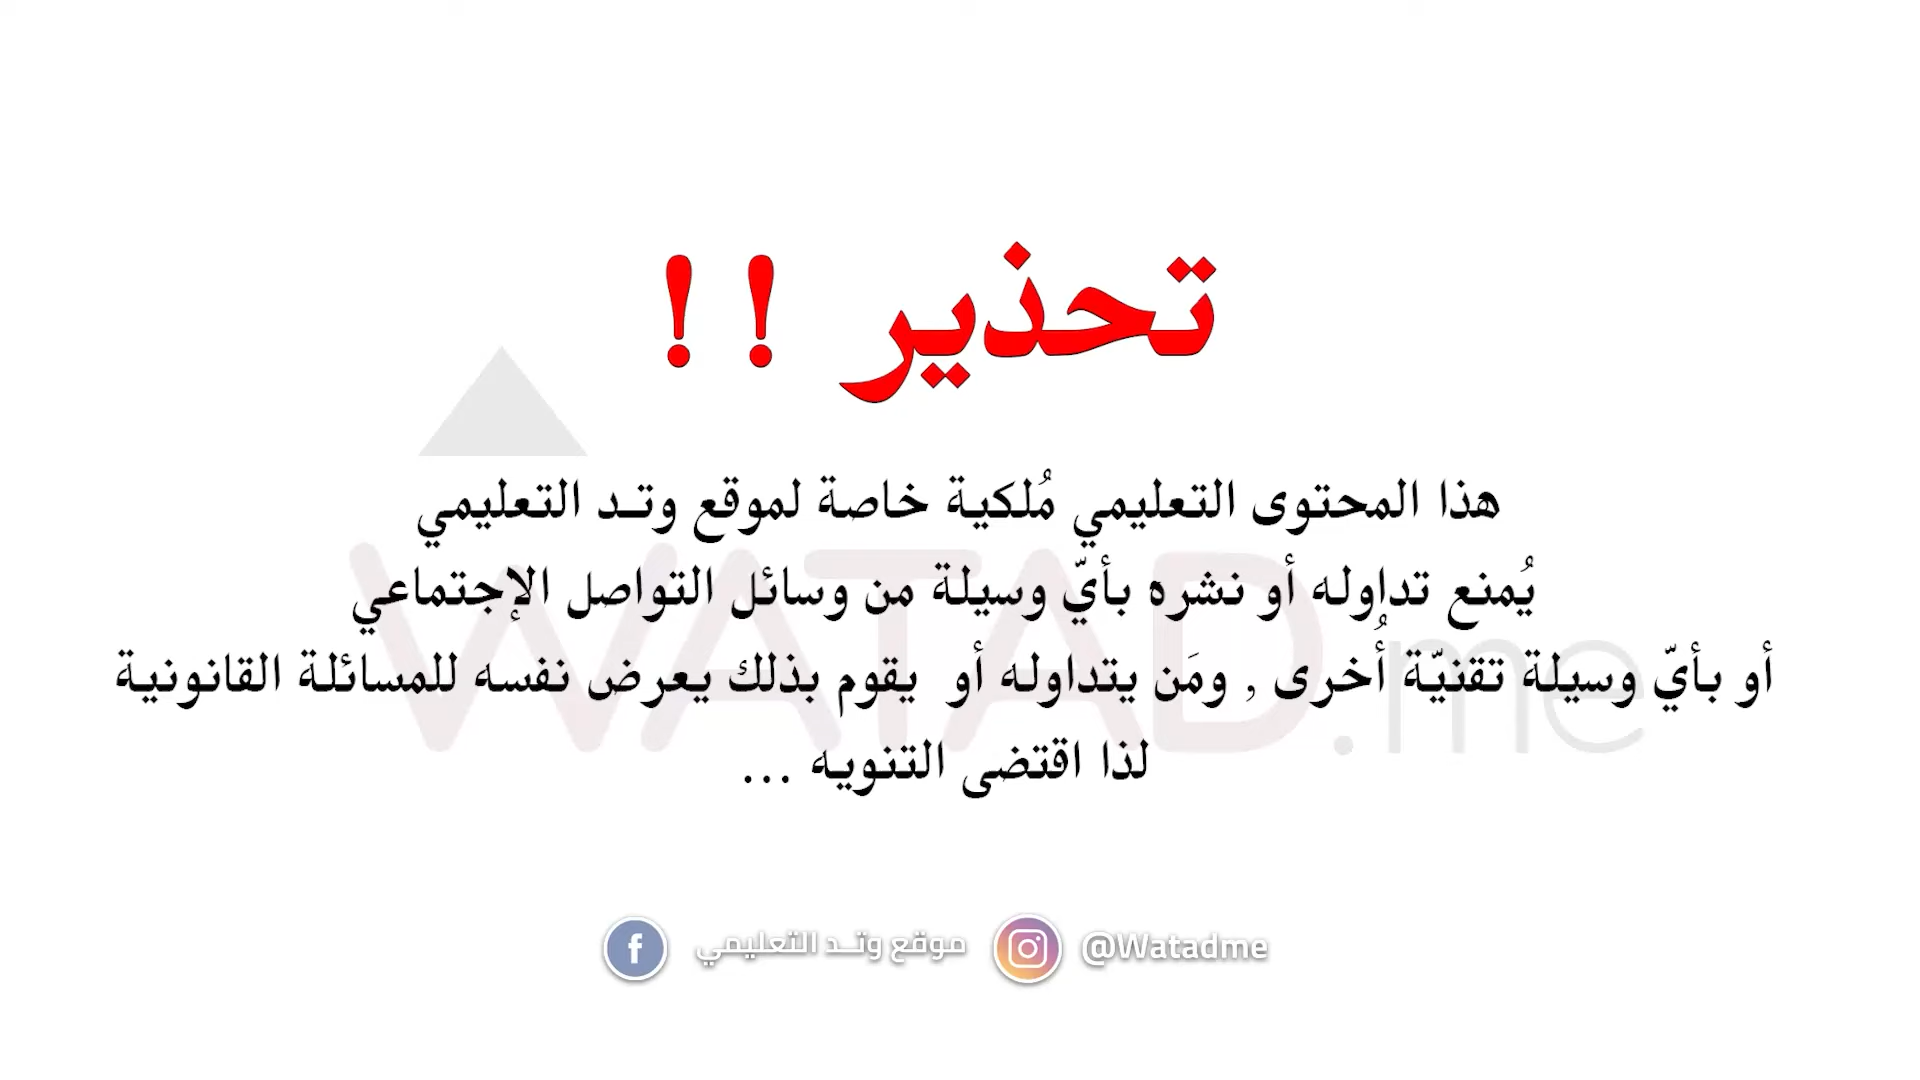 تحذير !!
هذا المحتوى التعليمي مُلكية خاصة لموقع وتـد التعليمي
يُمنع تداوله أو نشره بأيّ وسيلة من وسائل التواصل الإجتماعي
أو بأيّ وسيلة تقنيّة أُخرى , ومَن يتداوله أو يقوم بذلك يعرض نفسه للمسائلة القانونية
لذا اقتضى التنويه ...
WATAD.me
موقع وتـد التعليمي @Watadme